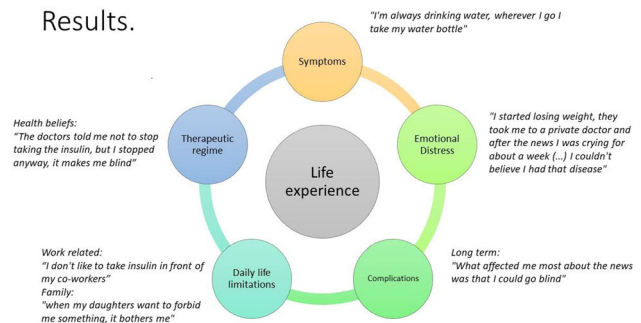 Results.
"I'm always drinking water, wherever I go I
take my water bottle"
Symptoms
Health beliefs:
"The doctors told me not to stop
taking the insulin, but I stopped
anyway, it makes me blind"
Therapeutic
regime
Emotional
Distress
"I started losing weight, they
took me to a private doctor and
after the news I was crying for
about a week (...) I couldn't
believe I had that disease"
Life
experience
Work related:
"I don't like to take insulin in front of
my co-workers"
Family:
"when my daughters want to forbid
me something, it bothers me"
Daily life
limitations
Complications
Long term:
"What affected me most about the news
was that I could go blind"